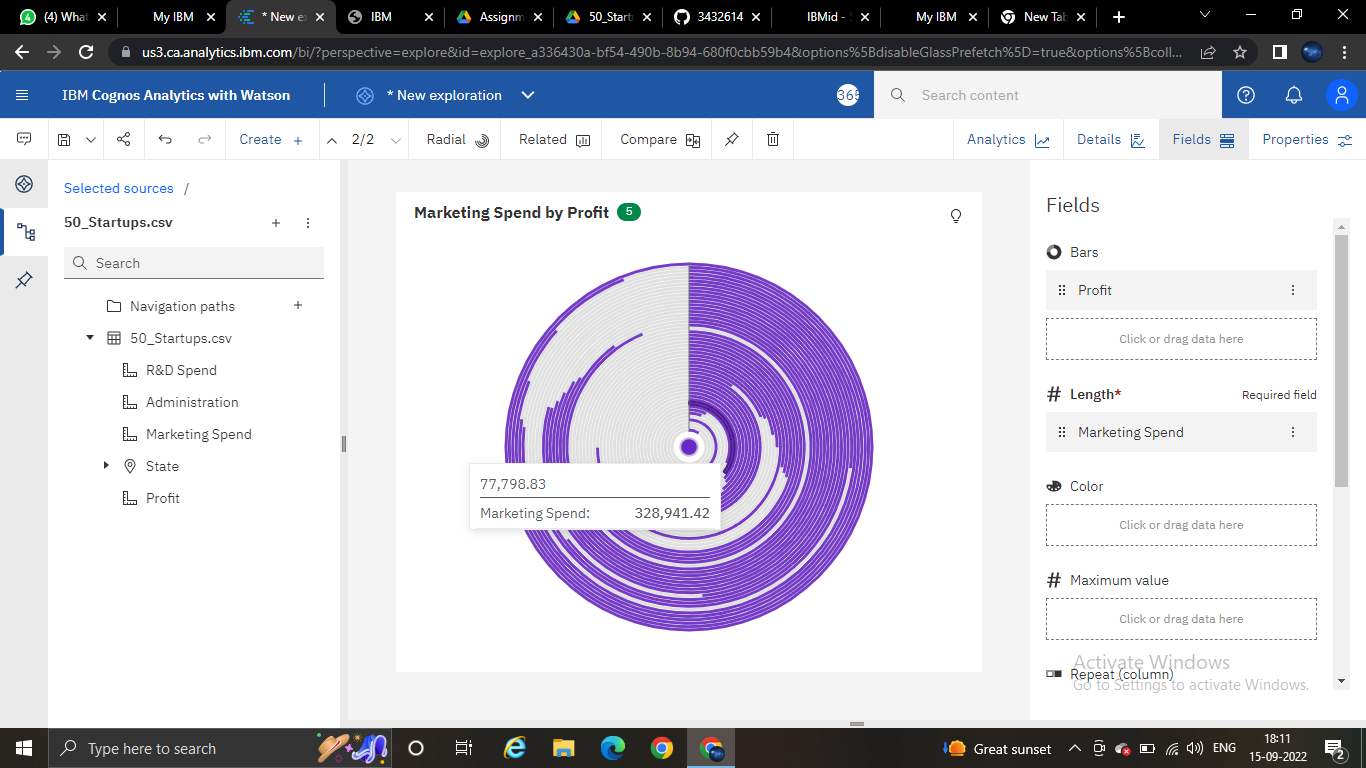 (4) What
My IBM
* New ex
IBM
Assignm
50_Start
3432614
IBMid - S
My IBM
New Tab
us3.ca.analytics.ibm.com/bi/?perspective=explore&id=explore_a336430a-bf54-490b-8b94-680f0cbb59b4&options%5BdisableGlassPrefetch%5D=true&options%5Bcoll...
IBM Cognos Analytics with Watson
* New exploration
365
Search content
Create +
2/2
Radial
Related
Compare
Analytics
Details
Fields
Properties
Selected sources /
50_Startups.csv
Search
Navigation paths
50_Startups.csv
R&D Spend
Administration
Marketing Spend
State
Profit
Marketing Spend by Profit 5
77,798.83
Marketing Spend: 328,941.42
Fields
Bars
Profit
Click or drag data here
# Length* Required field
Marketing Spend
Color
Click or drag data here
# Maximum value
Click or drag data here
Repeat (column)
Activate Windows
Go to Settings to activate Windows.
Type here to search
Great sunset
ENG
18:11
15-09-2022
2